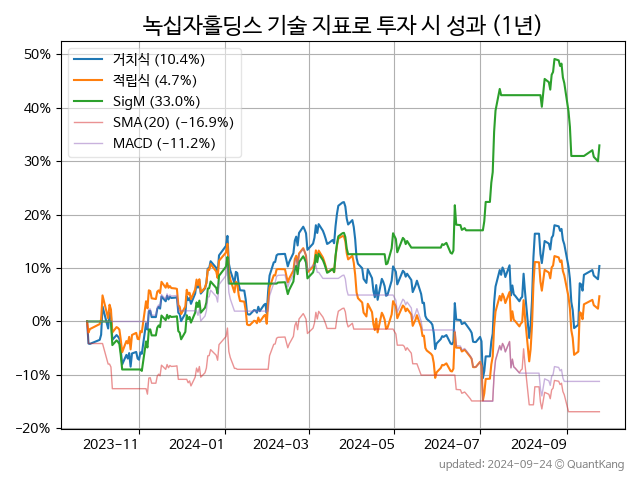 녹십자홀딩스 기술 지표로 투자 시 성과 (1년)
50%
40%
30%
20%
10%
0%
−10%
−20%
거치식 (10.4%)
적립식 (4.7%)
SigM (33.0%)
SMA(20) (−16.9%)
MACD (−11.2%)
2023-11
2024-01
2024-03
2024-05
2024-07
2024-09
updated: 2024-09-24 © QuantKang